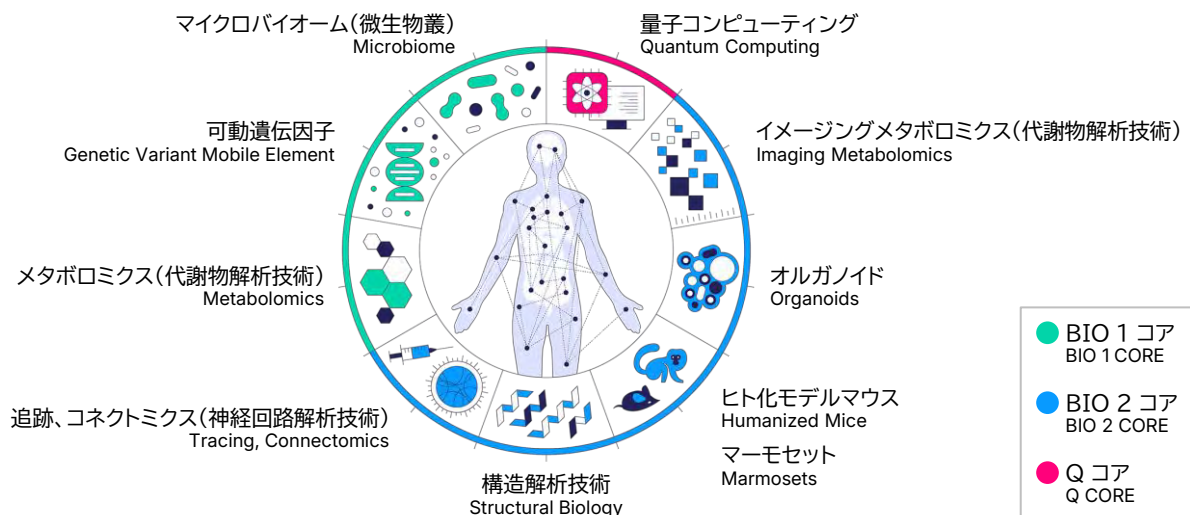 マイクロバイオーム(微生物叢)
Microbiome
量子コンピューティング
Quantum Computing
可動遺伝因子
Genetic Variant Mobile Element
イメージングメタボロミクス(代謝物解析技術)
Imaging Metabolomics
メタボロミクス(代謝物解析技術)
Metabolomics
オルガノイド
Organoids
追跡、コネクトミクス(神経回路解析技術)
Tracing, Connectomics
ヒト化モデルマウス
Humanized Mice
マーモセット
Marmosets
構造解析技術
Structural Biology
BIO 1 コア
BIO 1 CORE
BIO 2 コア
BIO 2 CORE
Q コア
Q CORE